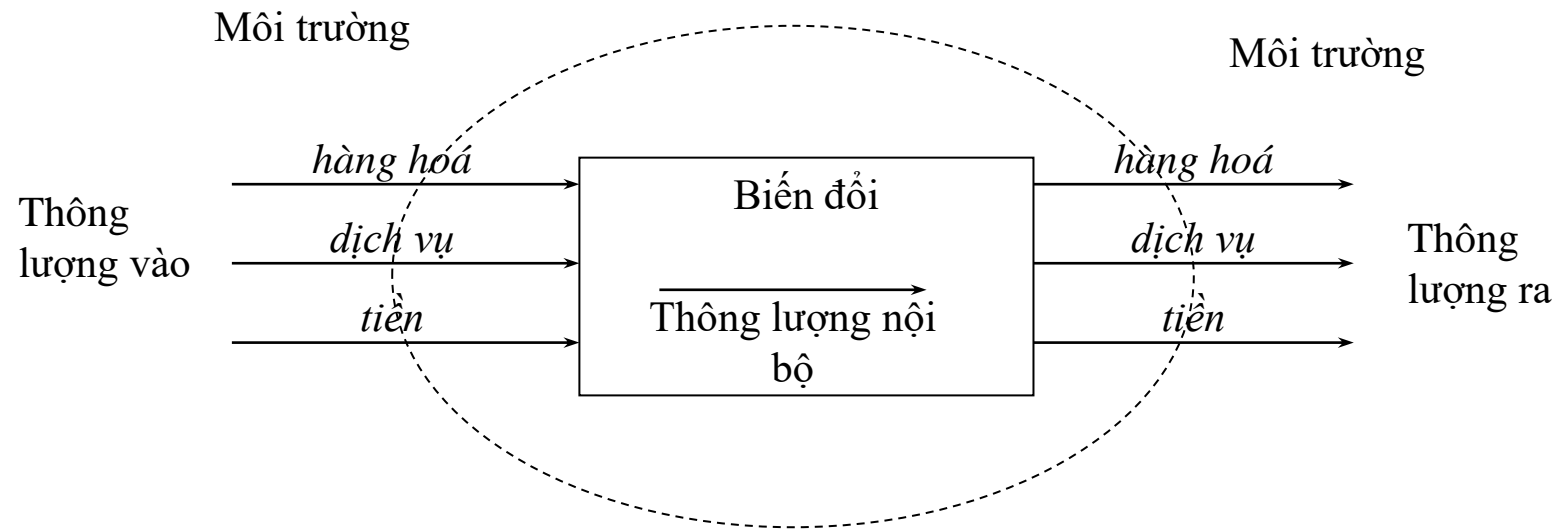 Môi trường
Môi trường
hàng hoá
hàng hoá
Biến đổi
Thông
lượng vào
dịch vụ
dịch vụ
Thông
lượng ra
tiền
Thông lượng nội
bộ
tiền